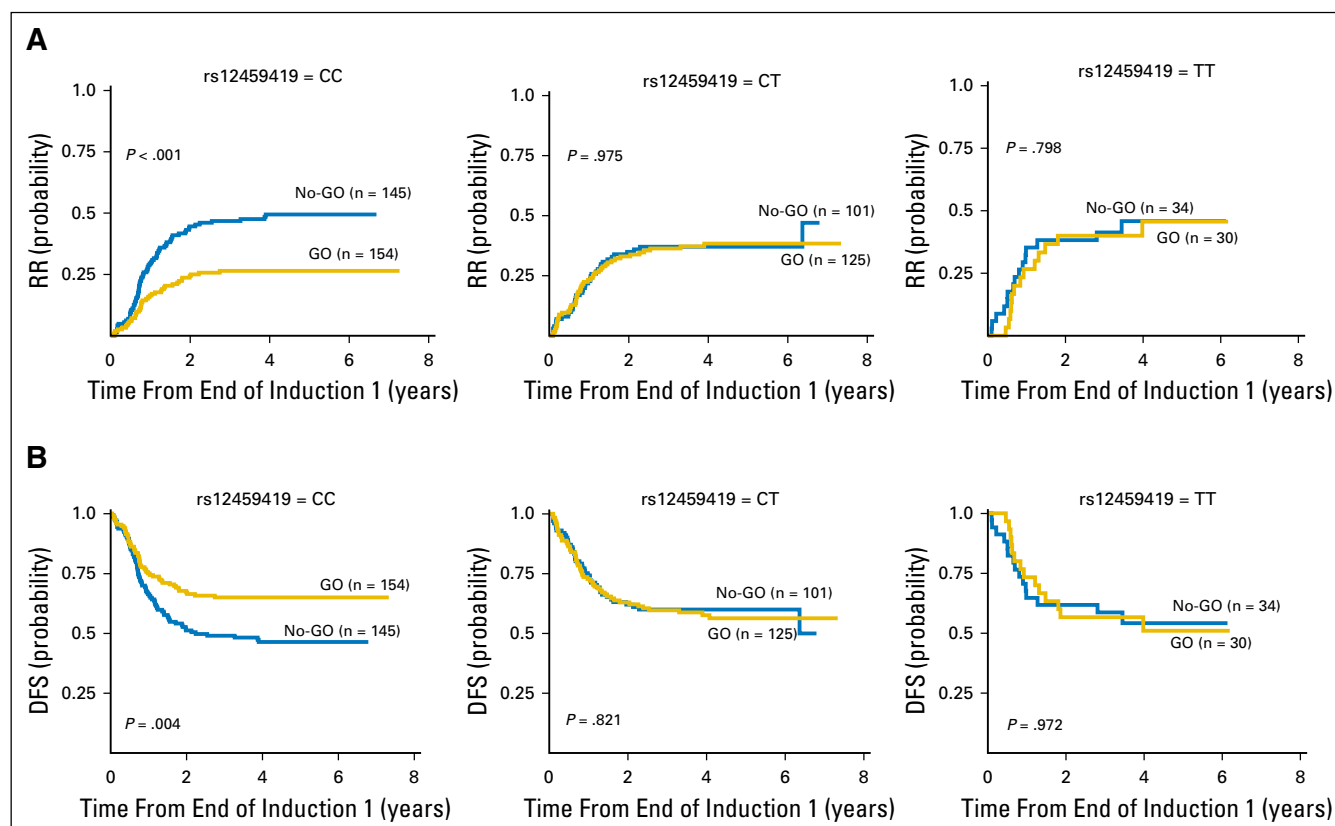 A
rs12459419 = CC
1.0
0.75
0.5
0.25
RR (probability)
P < .001
No-GO (n = 145)
GO (n = 154)
0 2 4 6 8
Time From End of Induction 1 (years)
rs12459419 = CT
1.0
0.75
0.5
0.25
RR (probability)
P = .975
No-GO (n = 101)
GO (n = 125)
0 2 4 6 8
Time From End of Induction 1 (years)
rs12459419 = TT
1.0
0.75
0.5
0.25
RR (probability)
P = .798
No-GO (n = 34)
GO (n = 30)
0 2 4 6 8
Time From End of Induction 1 (years)
B
rs12459419 = CC
1.0
0.75
0.5
0.25
DFS (probability)
GO (n = 154)
No-GO (n = 145)
P = .004
0 2 4 6 8
Time From End of Induction 1 (years)
rs12459419 = CT
1.0
0.75
0.5
0.25
DFS (probability)
No-GO (n = 101)
GO (n = 125)
P = .821
0 2 4 6 8
Time From End of Induction 1 (years)
rs12459419 = TT
1.0
0.75
0.5
0.25
DFS (probability)
No-GO (n = 34)
GO (n = 30)
P = .972
0 2 4 6 8
Time From End of Induction 1 (years)